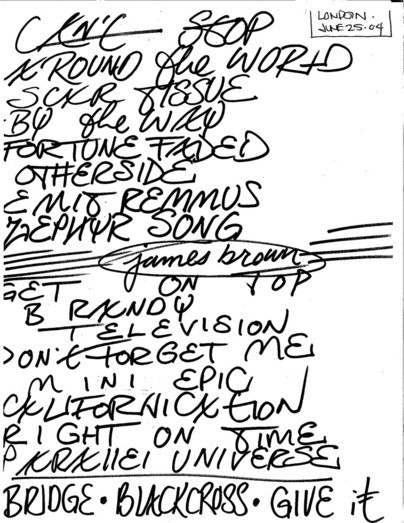 CAN'T STOP
LONDON.
JUNE 25·04
AROUND the WORLD
SCAR TISSUE
BY the WAY
FORTUNE FADED
OTHERSIDE
EMIT REMMUS
ZEPHYR SONG
james brown
GET ON TOP
BRANDY
TELEVISION
DON't FORGET ME
MINI EPIC
CALIFORNICATION
RIGHT ON TIME
PARALLEL UNIVERSE
BRIDGE · BLACKCROSS · GIVE it